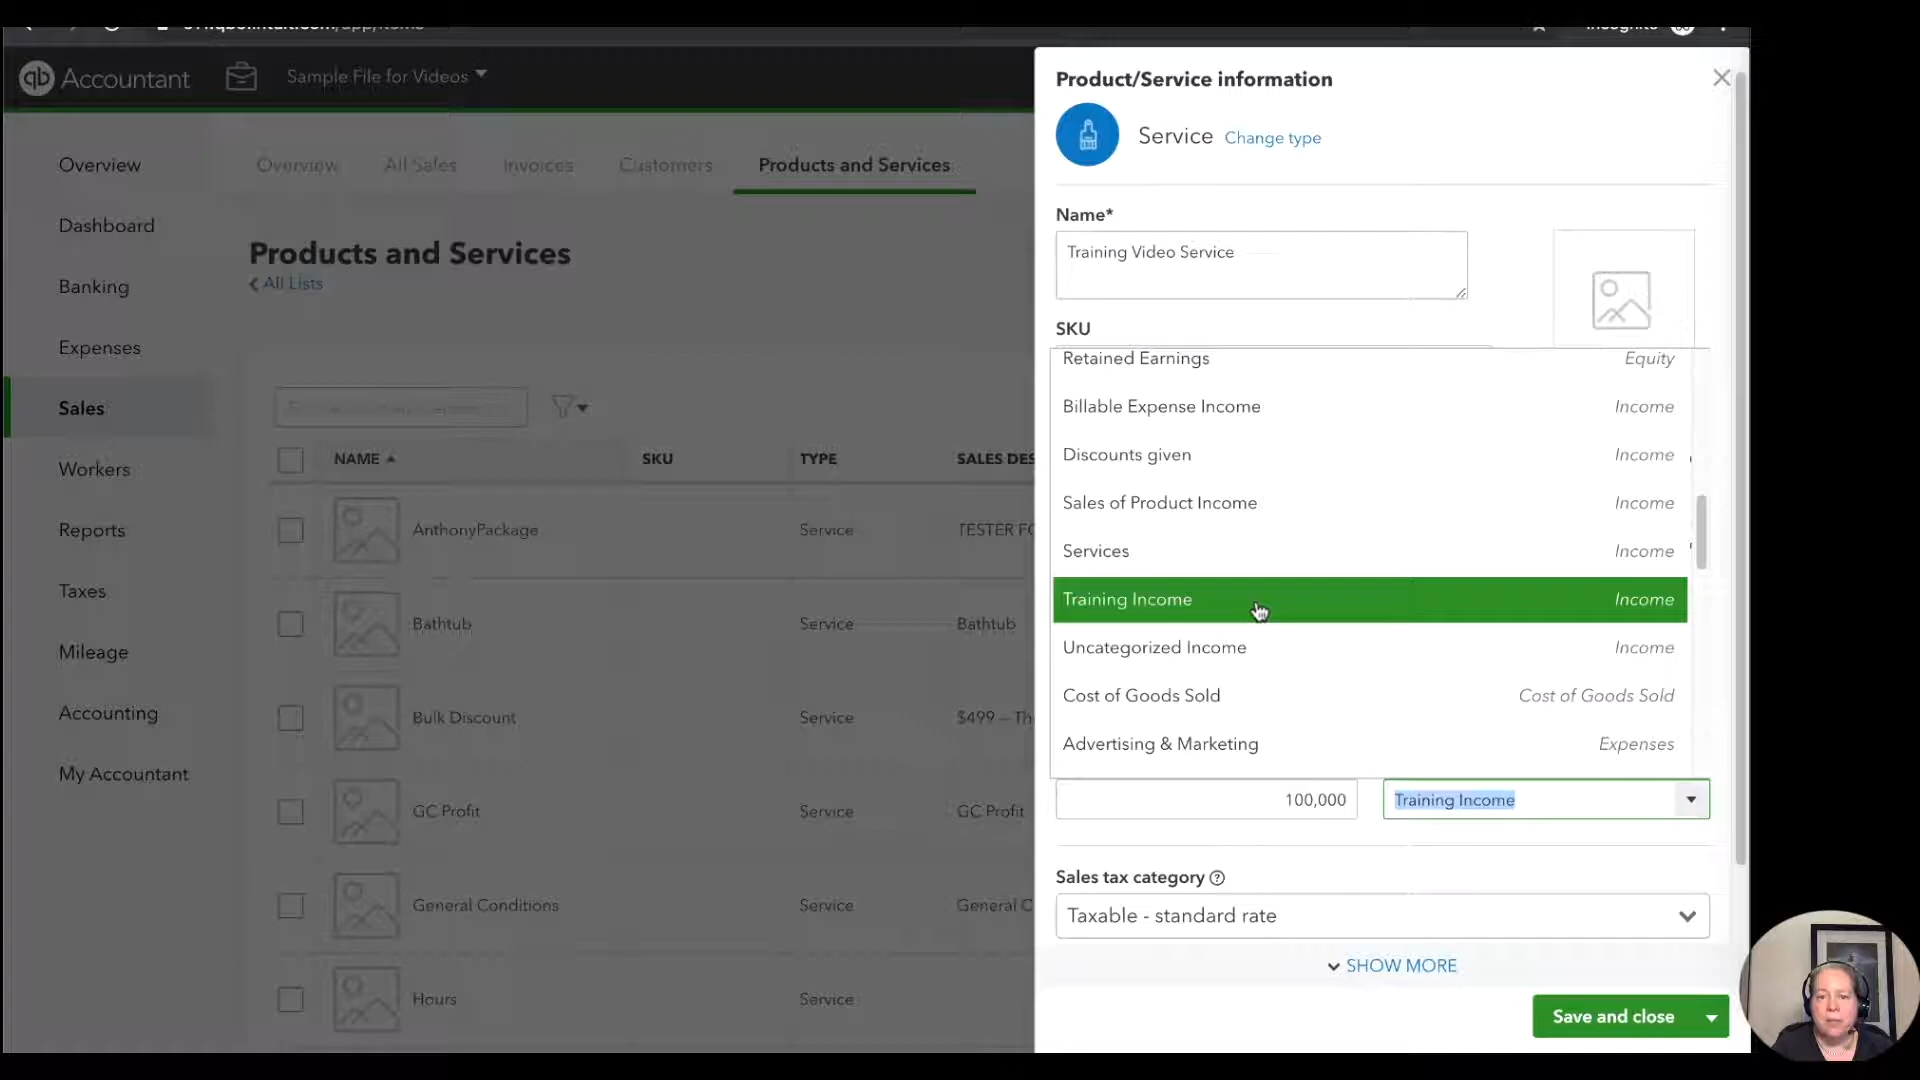 Incognito
qb Accountant
Sample File for Videos
Overview
Dashboard
Banking
Expenses
Sales
Workers
Reports
Taxes
Mileage
Accounting
My Accountant
Overview
All Sales
Invoices
Customers
Products and Services
Products and Services
All Lists
NAME
SKU
TYPE
SALES DES
AnthonyPackage
Service
TESTER FO
Bathtub
Service
Bathtub
Bulk Discount
Service
$499 – Th
GC Profit
Service
GC Profit
General Conditions
Service
General C
Hours
Service
Product/Service information
Service Change type
Name*
Training Video Service
SKU
Retained Earnings Equity
Billable Expense Income Income
Discounts given Income
Sales of Product Income Income
Services Income
Training Income Income
Uncategorized Income Income
Cost of Goods Sold Cost of Goods Sold
Advertising & Marketing Expenses
100,000
Training Income
Sales tax category
Taxable - standard rate
SHOW MORE
Save and close